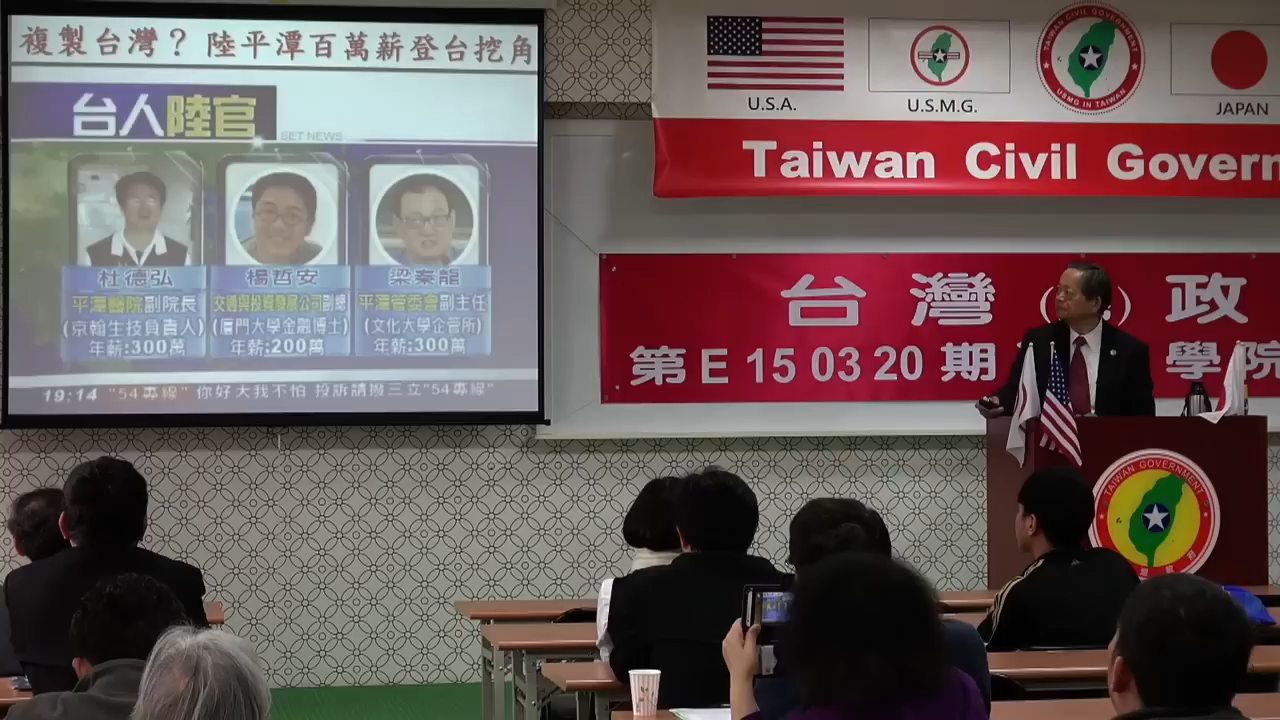 複製台灣？ 陸平潭百萬薪登台挖角
台人陸官
SET NEWS
杜德弘
平潭醫院副院長
(京翰生技負責人)
年薪:300萬
楊哲安
交通與投資發展公司副總
(廈門大學金融博士)
年薪:200萬
梁秦龍
平潭管委會副主任
(文化大學企管所)
年薪:300萬
19:14 "54專線" 你好大我不怕 投訴請撥三立"54專線"
U.S.A.
U.S.M.G.
TAIWAN CIVIL GOVERNMENT
USMG IN TAIWAN
JAPAN
Taiwan Civil Govern
台灣( )政
第E 15 03 20 期
學院
TAIWAN GOVERNMENT